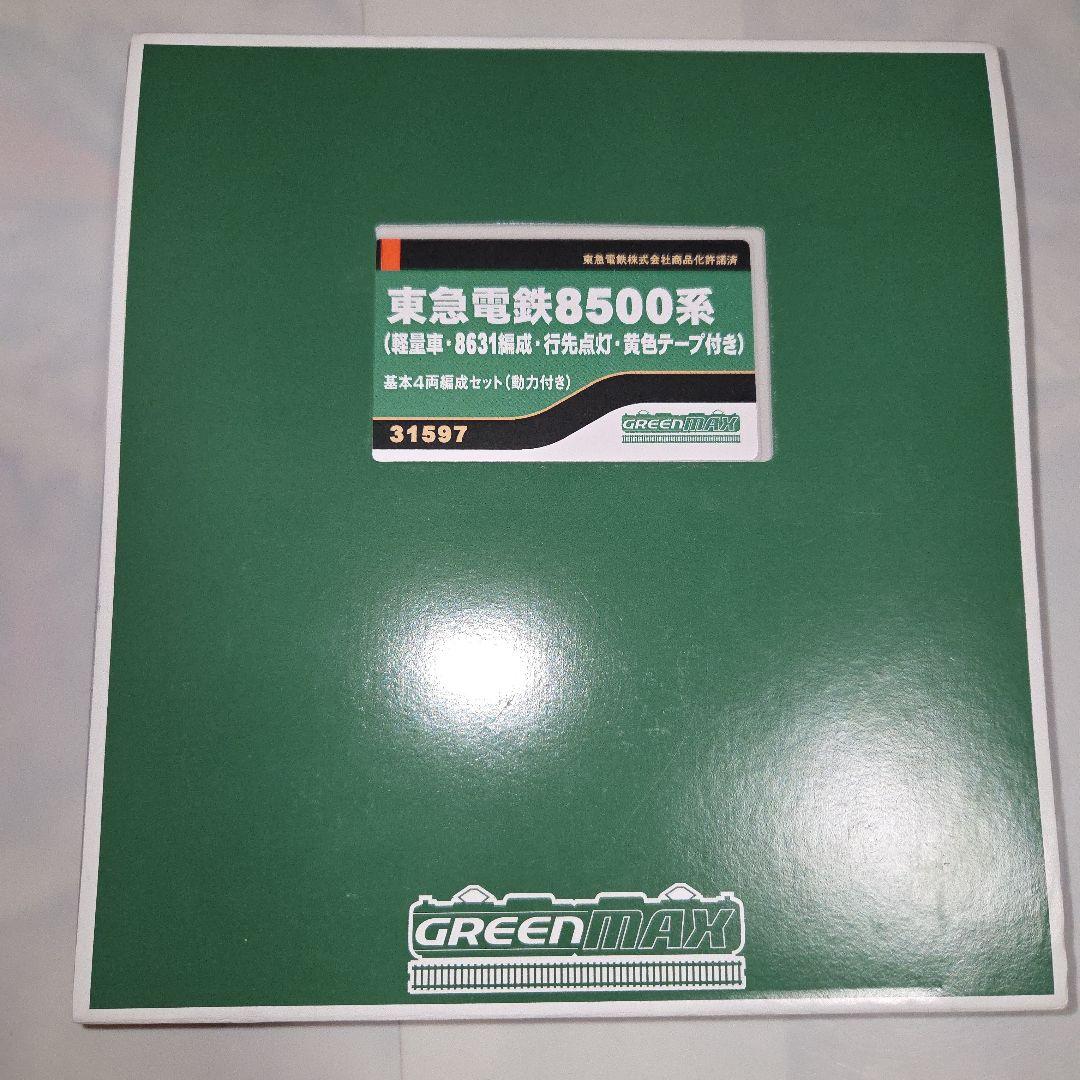 東急電鉄株式会社商品化許諾済
東急電鉄8500系
(軽量車・8631編成・行先点灯・黄色テープ付き)
基本4両編成セット(動力付き)
31597
GREENMAX
GREENMAX